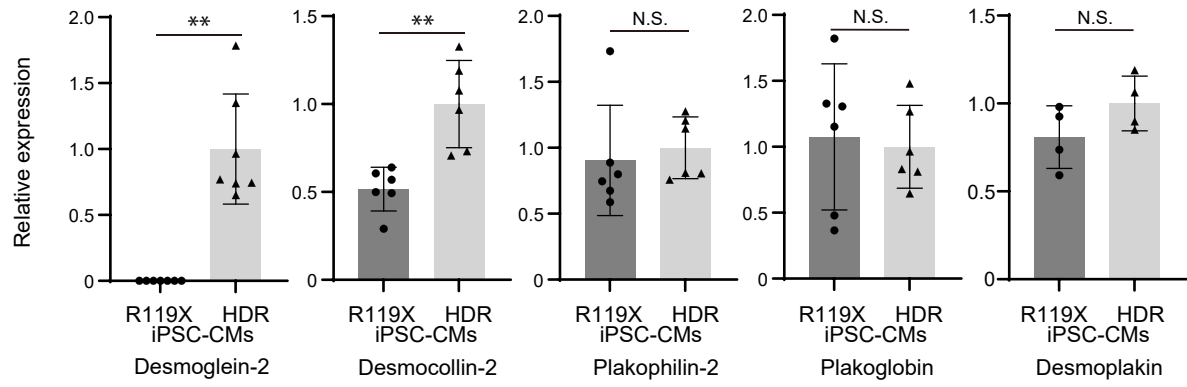 Relative expression
**
2.0
1.5
1.0
0.5
0
R119X HDR
iPSC-CMs
Desmoglein-2
**
1.5
1.0
0.5
0
R119X HDR
iPSC-CMs
Desmocollin-2
N.S.
2.0
1.5
1.0
0.5
0
R119X HDR
iPSC-CMs
Plakophilin-2
N.S.
2.0
1.5
1.0
0.5
0
R119X HDR
iPSC-CMs
Plakoglobin
N.S.
1.5
1.0
0.5
0
R119X HDR
iPSC-CMs
Desmoplakin